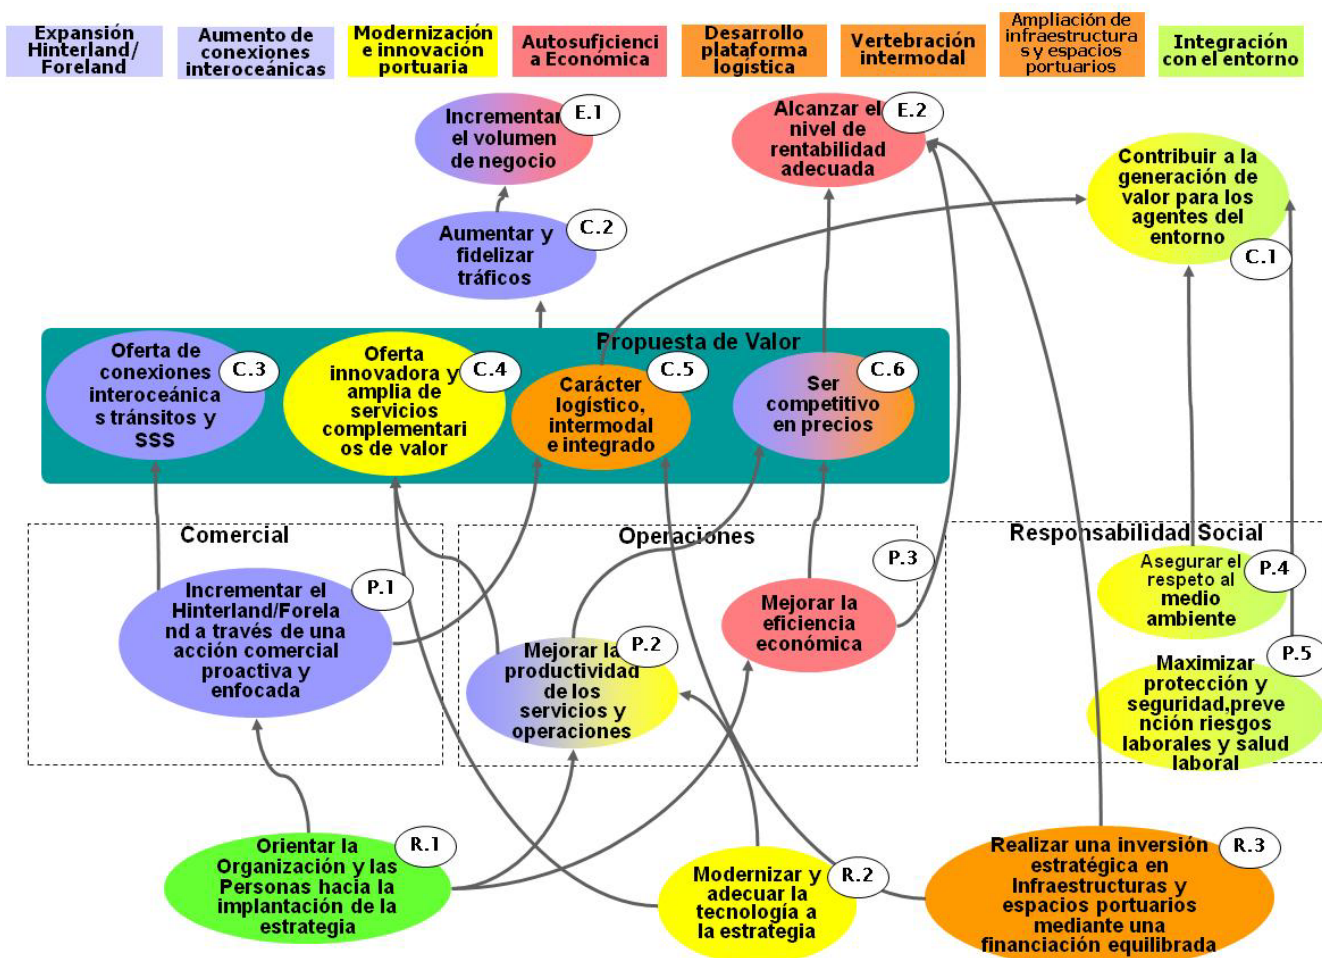 Expansión
Hinterland/
Foreland
Aumento de
conexiones
interoceánicas
Modernización
e innovación
portuaria
Autosuficienci
a Económica
Desarrollo
plataforma
logística
Vertebración
intermodal
Ampliación de
infraestructura
s y espacios
portuarios
Integración
con el entorno
Incrementar
el volumen
de negocio
E.1
Alcanzar el
nivel de
rentabilidad
adecuada
E.2
Contribuir a la
generación de
valor para los
agentes del
entorno
C.1
Aumentar y
fidelizar
tráficos
C.2
Propuesta de Valor
Oferta de
conexiones
interoceánica
s tránsitos y
SSS
C.3
Oferta
innovadora y
amplia de
servicios
complementari
os de valor
C.4
Carácter
logístico,
intermodal
e integrado
C.5
Ser
competitivo
en precios
C.6
Comercial
Incrementar el
Hinterland/Forela
nd a través de una
acción comercial
proactiva y
enfocada
P.1
Operaciones
Mejorar la
productividad
de los
servicios y
operaciones
P.2
Mejorar la
eficiencia
económica
P.3
Responsabilidad Social
Asegurar el
respeto al
medio
ambiente
P.4
Maximizar
protección y
seguridad,preve
nción riesgos
laborales y salud
laboral
P.5
Orientar la
Organización y las
Personas hacia la
implantación de la
estrategia
R.1
Modernizar y
adecuar la
tecnología a
la estrategia
R.2
Realizar una inversión
estratégica en
Infraestructuras y
espacios portuarios
mediante una
financiación equilibrada
R.3